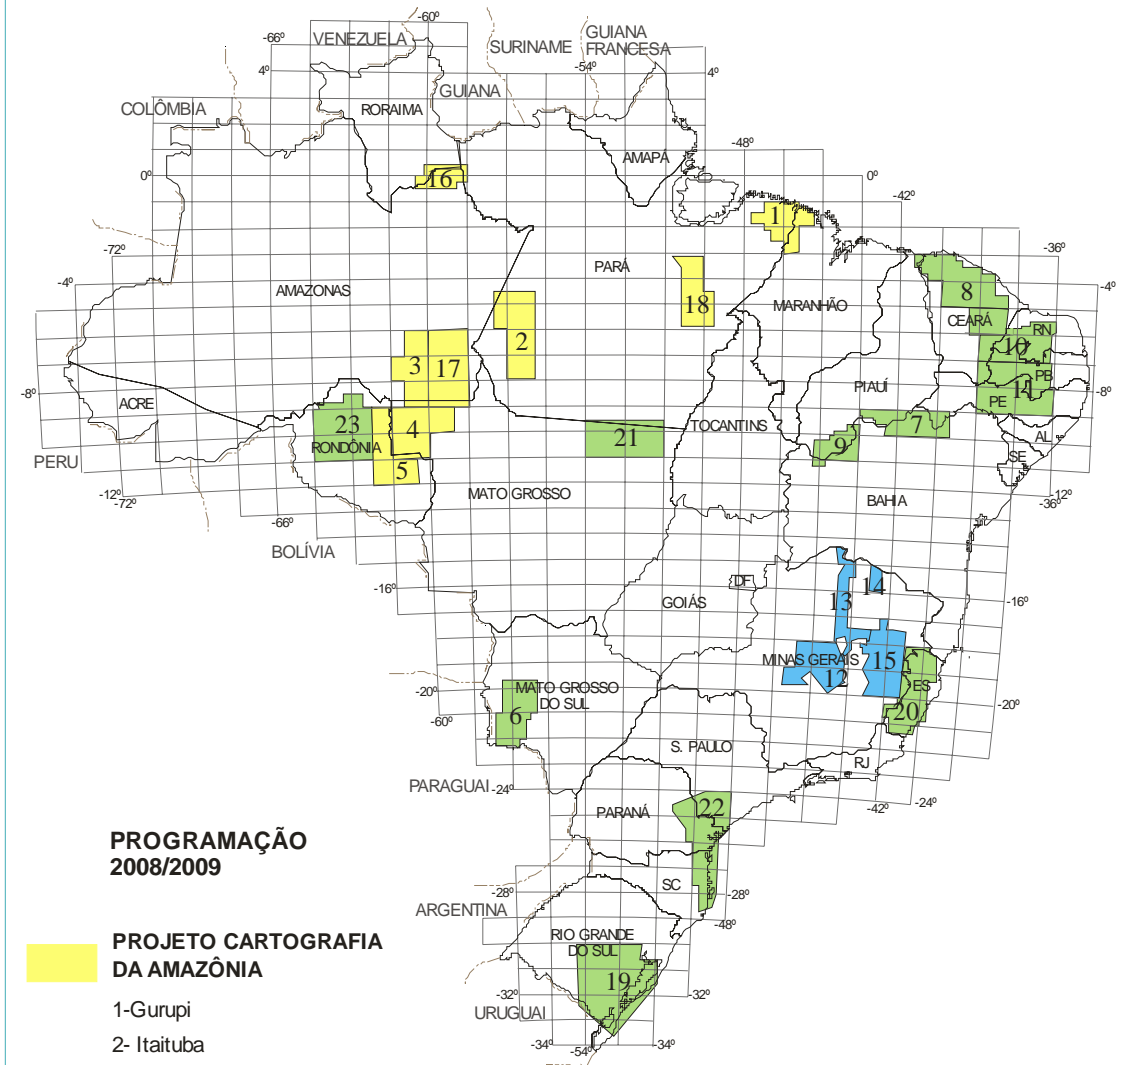 -60º
VENEZUELA
GUIANA
FRANCESA
-66º
SURINAME
4º
-54º
4º
GUIANA
COLÔMBIA
RORAIMA
AMAPÁ
-48º
0º
16
0º
-42º
1
-72º
-36º
PARÁ
-4º
AMAZONAS
8
-4º
18
MARANHÃO
CEARÁ
RN
2
10
3
17
PB
PIAUÍ
11
-8º
ACRE
PE
-8º
23
4
7
TOCANTINS
21
AL
RONDÔNIA
9
PERU
5
SE
-12º
MATO GROSSO
-12º
-72º
BAHIA
-36º
-66º
BOLÍVIA
DF
14
-16º
GOIÁS
13
-16º
MINAS GERAIS
15
12
-20º
MATO GROSSO
DO SUL
ES
-20º
6
20
-60º
S. PAULO
RJ
PARAGUAI
-24º
-24º
-42º
PARANÁ
22
PROGRAMAÇÃO
2008/2009
SC
-28º
-28º
ARGENTINA
-48º
RIO GRANDE
DO SUL
PROJETO CARTOGRAFIA
DA AMAZÔNIA
19
-32º
-32º
1-Gurupi
URUGUAI
2- Itaituba
-34º
-54º
-34º